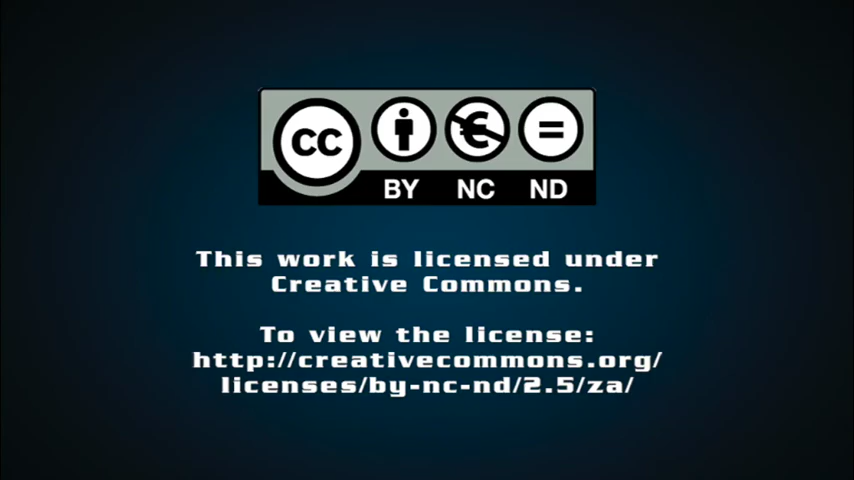 cc
BY NC ND
This work is licensed under
Creative Commons.
To view the license:
http://creativecommons.org/
licenses/by-nc-nd/2.5/za/